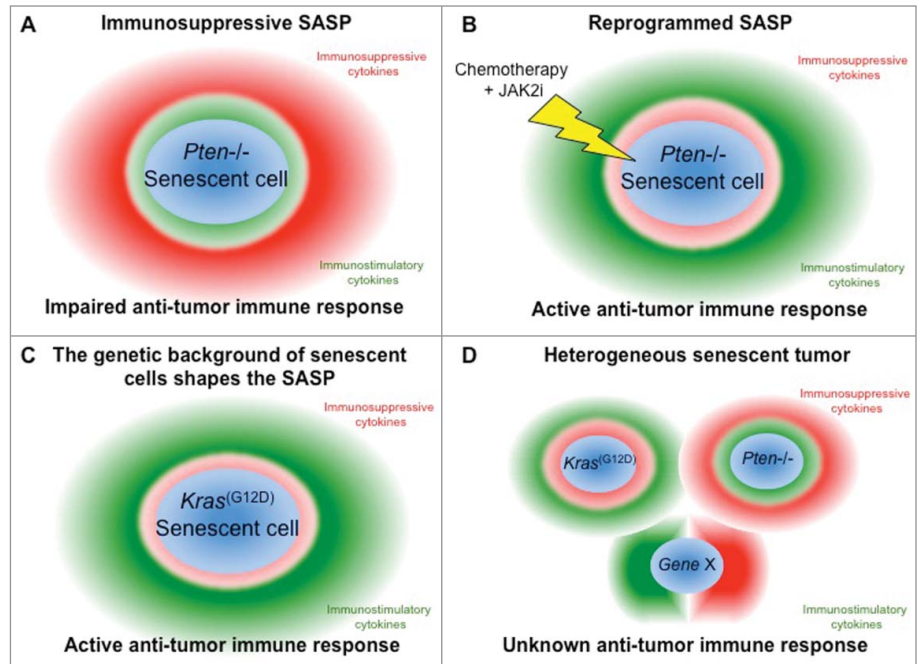 A Immunosuppressive SASP
Immunosuppressive
cytokines
Pten-/-
Senescent cell
Immunostimulatory
cytokines
Impaired anti-tumor immune response
B Reprogrammed SASP
Immunosuppressive
cytokines
Chemotherapy
+ JAK2i
Pten-/-
Senescent cell
Immunostimulatory
cytokines
Active anti-tumor immune response
C The genetic background of senescent
cells shapes the SASP
Immunosuppressive
cytokines
Kras(G12D)
Senescent cell
Immunostimulatory
cytokines
Active anti-tumor immune response
D Heterogeneous senescent tumor
Immunosuppressive
cytokines
Kras(G12D)
Pten-/-
Gene X
Immunostimulatory
cytokines
Unknown anti-tumor immune response